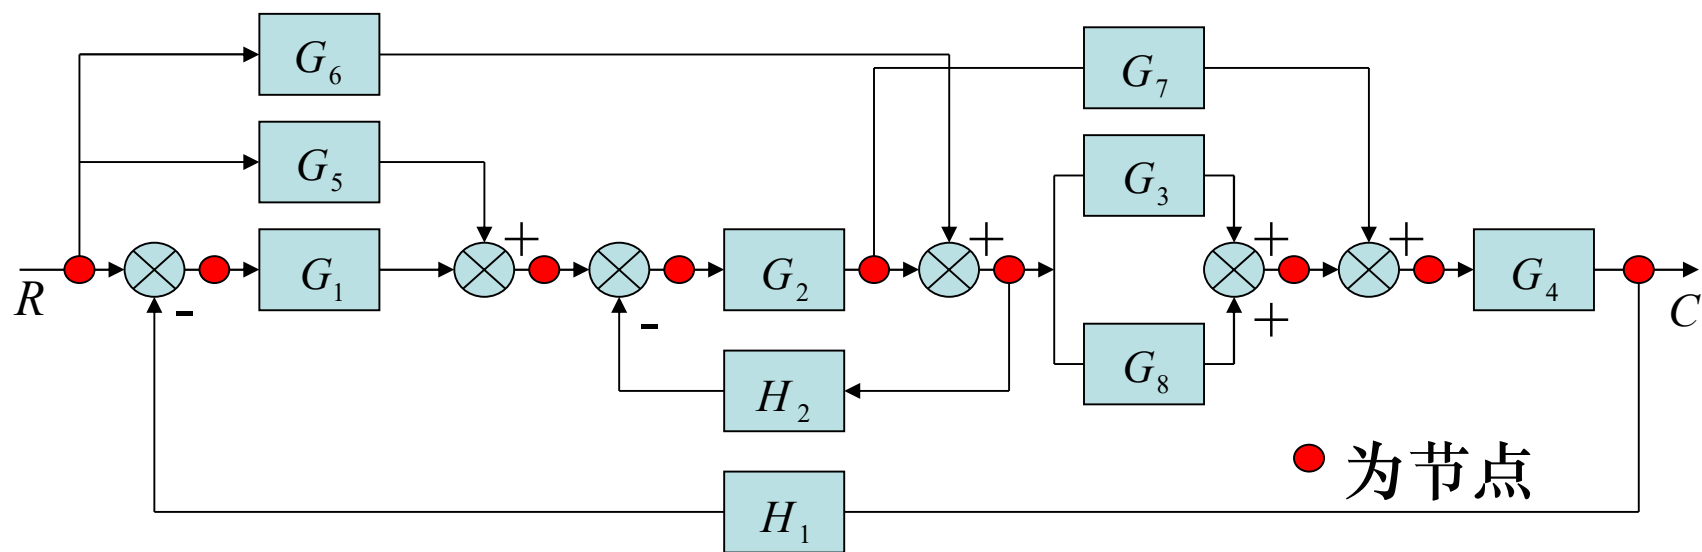 G₆
G₇
G₅
G₃
+ + + +
R G₁ G₂ G₄ C
- - +
G₈
H₂
为节点
H₁